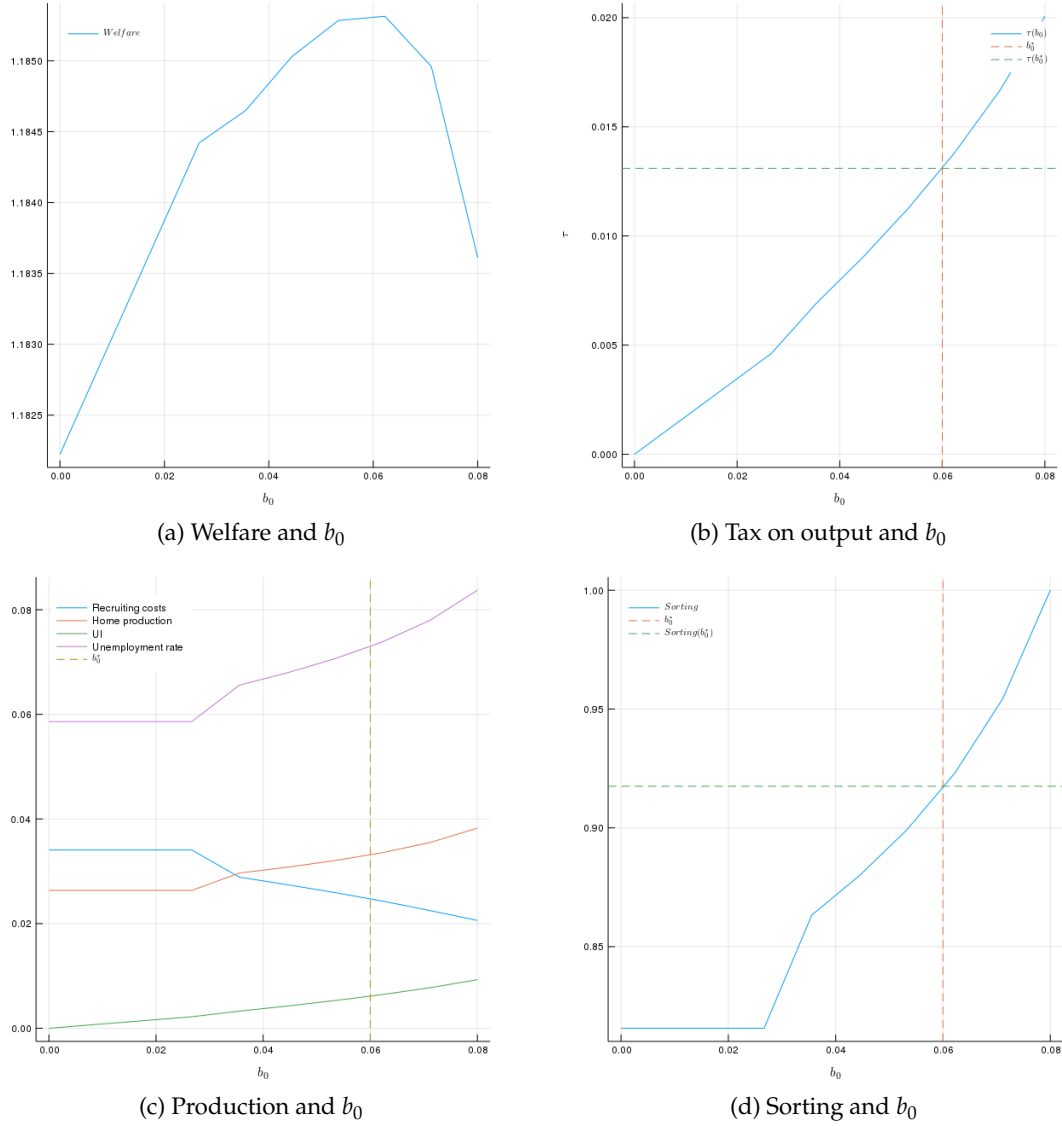 Welfare
1.1850
1.1845
1.1840
1.1835
1.1830
1.1825
0.00
0.02
0.04
0.06
0.08
b₀
(a) Welfare and b₀
τ(b₀)
b₀*
τ(b₀*)
0.020
0.015
0.010
0.005
0.000
τ
0.00
0.02
0.04
0.06
0.08
b₀
(b) Tax on output and b₀
Recruiting costs
Home production
UI
Unemployment rate
b₀*
0.08
0.06
0.04
0.02
0.00
0.00
0.02
0.04
0.06
0.08
b₀
(c) Production and b₀
Sorting
b₀*
Sorting(b₀*)
1.00
0.95
0.90
0.85
0.00
0.02
0.04
0.06
0.08
b₀
(d) Sorting and b₀